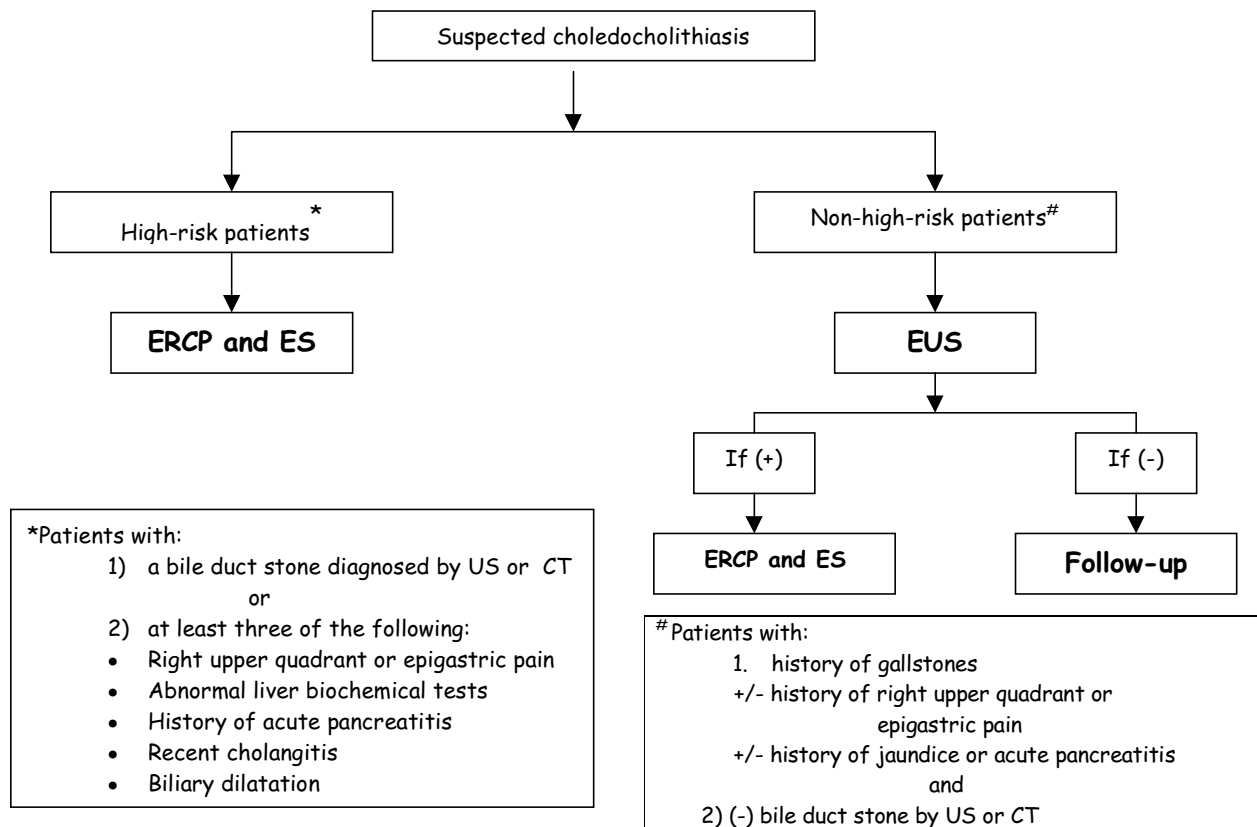 Suspected choledocholithiasis
High-risk patients*
Non-high-risk patients#
ERCP and ES
EUS
If (+)
If (-)
ERCP and ES
Follow-up
*Patients with:
1) a bile duct stone diagnosed by US or CT
or
2) at least three of the following:
• Right upper quadrant or epigastric pain
• Abnormal liver biochemical tests
• History of acute pancreatitis
• Recent cholangitis
• Biliary dilatation
# Patients with:
1. history of gallstones
+/- history of right upper quadrant or
epigastric pain
+/- history of jaundice or acute pancreatitis
and
2) (-) bile duct stone by US or CT